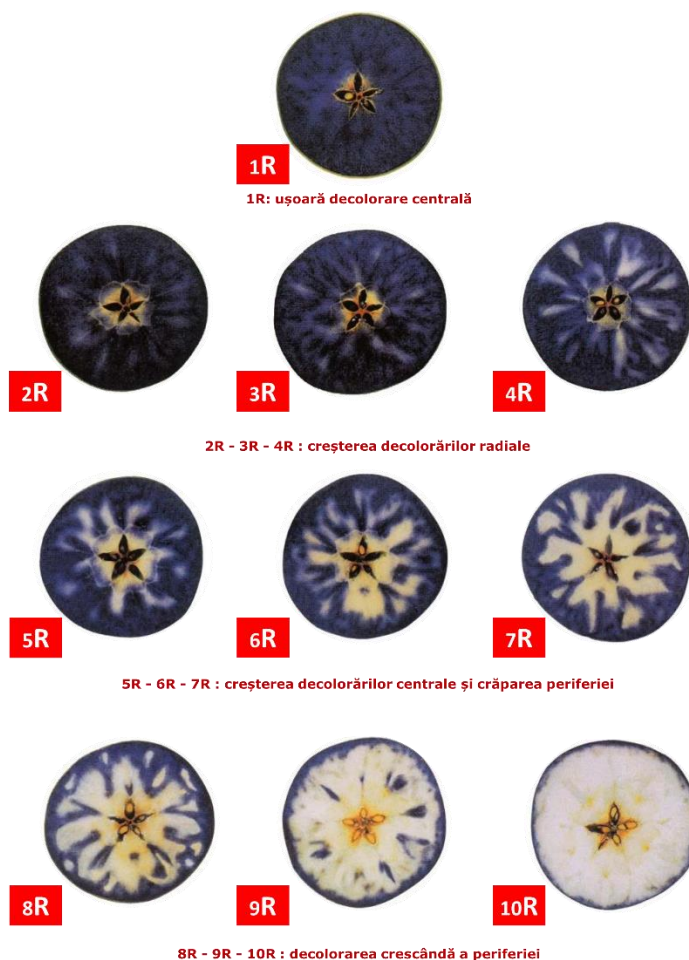 1R
1R: ușoară decolorare centrală
2R
3R
4R
2R - 3R - 4R : creșterea decolorărilor radiale
5R
6R
7R
5R - 6R - 7R : creșterea decolorărilor centrale și crăparea periferiei
8R
9R
10R
8R - 9R - 10R : decolorarea crescândă a periferiei